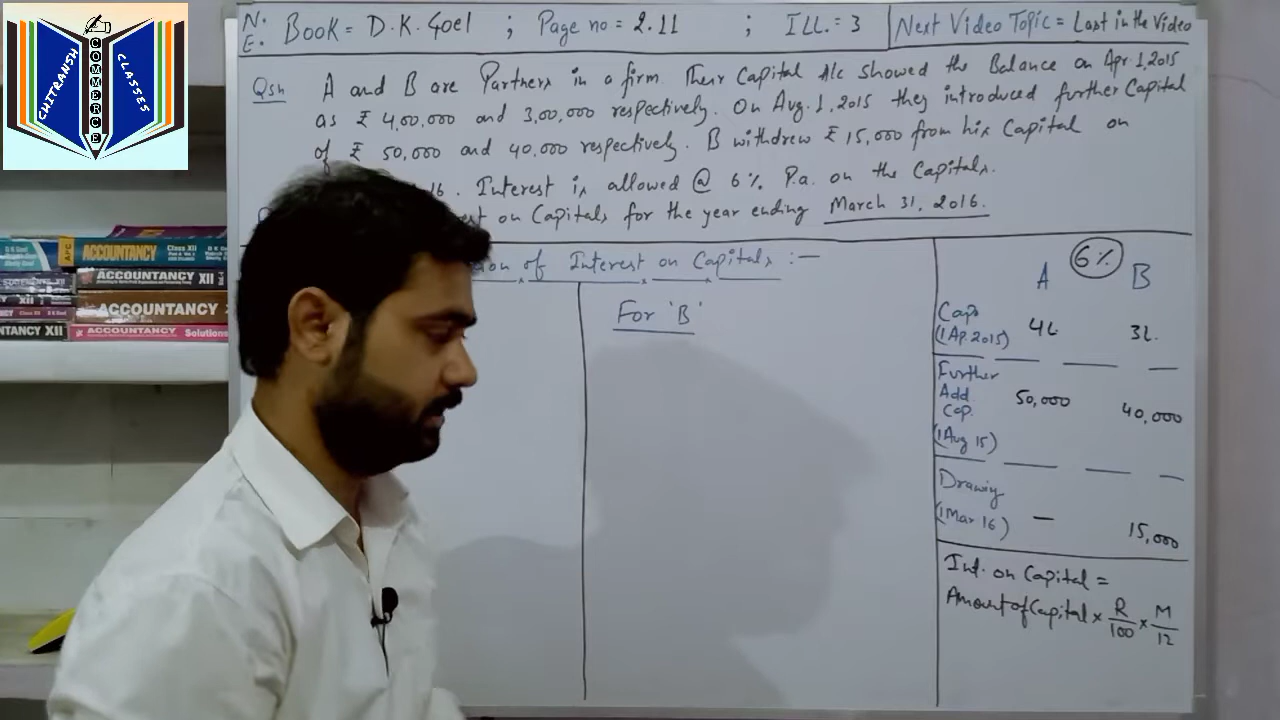 CHITRANSH
COMMERCE
CLASSES
N.E. Book = D.K. Goel ; Page no = 2.11 ; ILL. = 3 Next Video Topic = Last in the Video
Qsn A and B are Partners in a firm. Their Capital A/c showed the Balance on Apr. 1, 2015
as ₹ 4,00,000 and 3,00,000 respectively. On Aug. 1, 2015 they introduced further Capital
of ₹ 50,000 and 40,000 respectively. B withdrew ₹ 15,000 from his Capital on
16. Interest is allowed @ 6% P.a. on the Capitals.
on Capitals for the year ending March 31, 2016.
of Interest on Capitals :—
For 'B'
6%
A B
Cap.
(1 Ap. 2015) 4L 3L.
Further
Add. 50,000 40,000
Cap.
(1 Aug 15)
Drawing
(1 Mar 16) — 15,000
Int. on Capital =
Amount of Capital × R/100 × M/12
ACCOUNTANCY Class XII
ACCOUNTANCY XII
ACCOUNTANCY
NTANCY XII ACCOUNTANCY Solutions